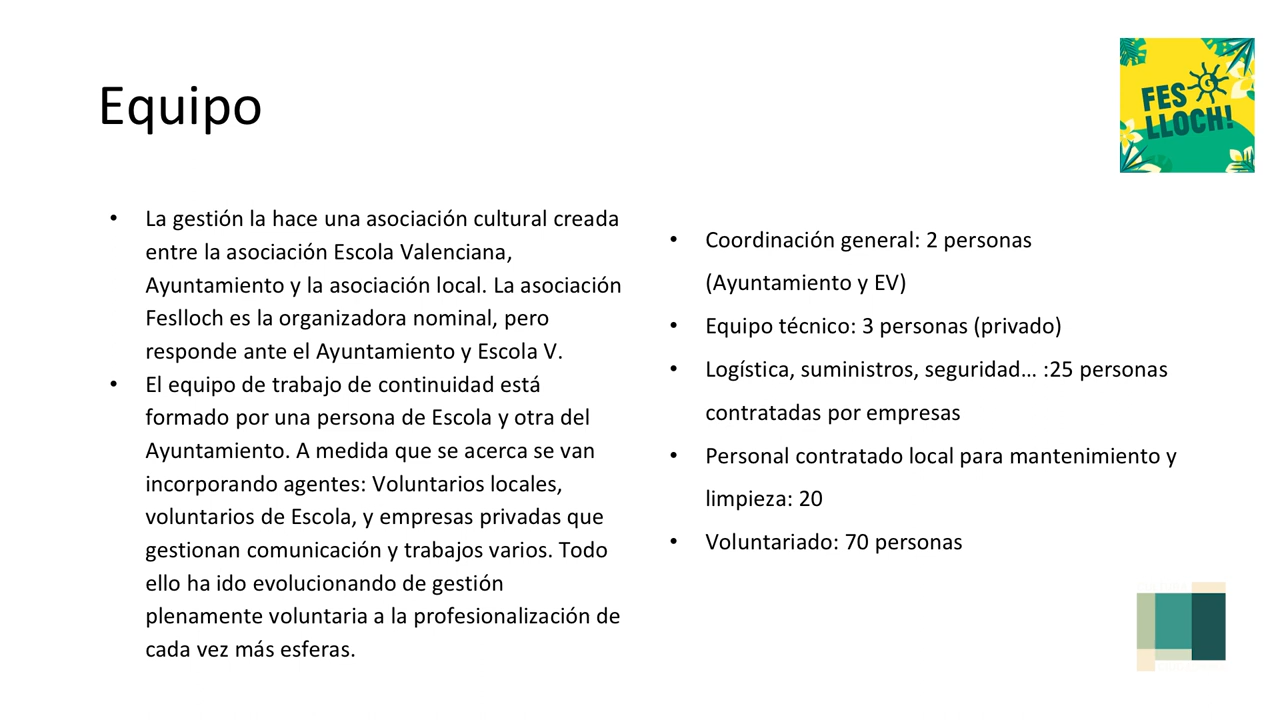 Equipo
FES
LLOCH!
La gestión la hace una asociación cultural creada
entre la asociación Escola Valenciana,
Ayuntamiento y la asociación local. La asociación
Feslloch es la organizadora nominal, pero
responde ante el Ayuntamiento y Escola V.
El equipo de trabajo de continuidad está
formado por una persona de Escola y otra del
Ayuntamiento. A medida que se acerca se van
incorporando agentes: Voluntarios locales,
voluntarios de Escola, y empresas privadas que
gestionan comunicación y trabajos varios. Todo
ello ha ido evolucionando de gestión
plenamente voluntaria a la profesionalización de
cada vez más esferas.
Coordinación general: 2 personas
(Ayuntamiento y EV)
Equipo técnico: 3 personas (privado)
Logística, suministros, seguridad... :25 personas
contratadas por empresas
Personal contratado local para mantenimiento y
limpieza: 20
Voluntariado: 70 personas